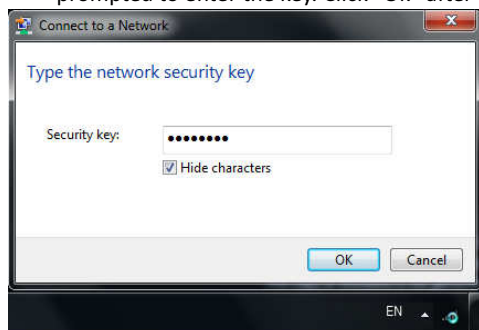 prompted to enter the key. Click "OK" after
Connect to a Network
Type the network security key
Security key: ••••••••
Hide characters
OK Cancel
EN